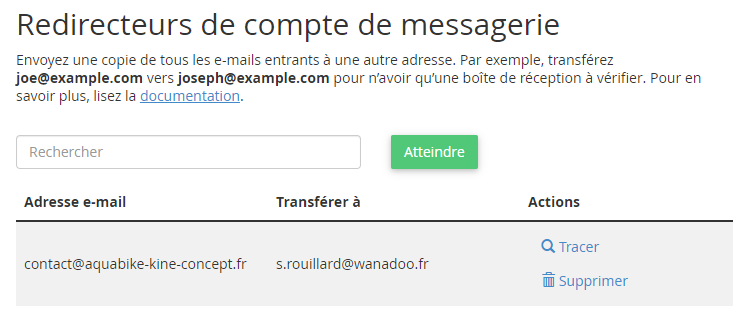 Redirecteurs de compte de messagerie
Envoyez une copie de tous les e-mails entrants à une autre adresse. Par exemple, transférez
joe@example.com vers joseph@example.com pour n’avoir qu’une boîte de réception à vérifier. Pour en
savoir plus, lisez la documentation.
Rechercher
Atteindre
Adresse e-mail Transférer à Actions
contact@aquabike-kine-concept.fr s.rouillard@wanadoo.fr
Tracer
Supprimer